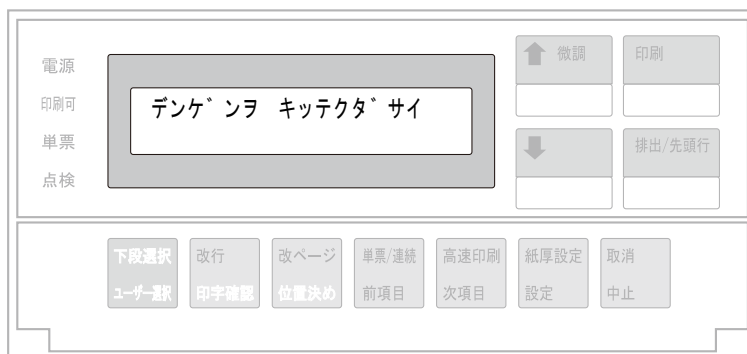 電源
印刷可
単票
点検
デンケ゛ンヲ キッテクタ゛サイ
微調
印刷
排出/先頭行
下段選択
ユーザー選択
改行
印字確認
改ページ
位置決め
単票/連続
前項目
高速印刷
次項目
紙厚設定
設定
取消
中止